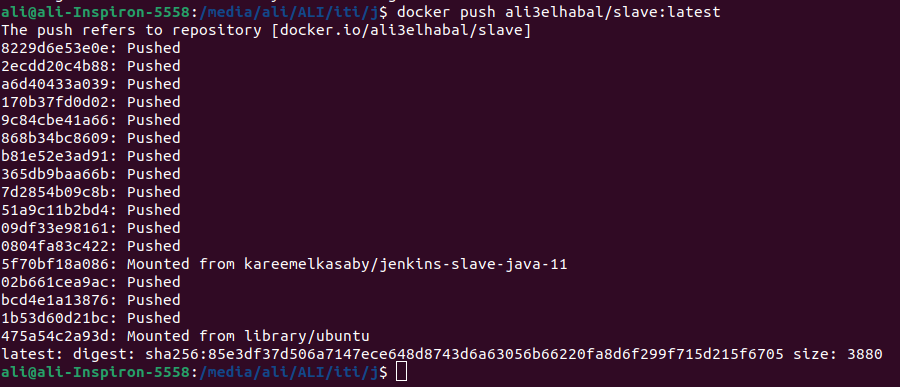 ali@ali-Inspiron-5558:/media/ali/ALI/iti/j$ docker push ali3elhabal/slave:latest
The push refers to repository [docker.io/ali3elhabal/slave]
8229d6e53e0e: Pushed
2ecdd20c4b88: Pushed
a6d40433a039: Pushed
170b37fd0d02: Pushed
9c84cbe41a66: Pushed
868b34bc8609: Pushed
b81e52e3ad91: Pushed
365db9baa66b: Pushed
7d2854b09c8b: Pushed
51a9c11b2bd4: Pushed
09df33e98161: Pushed
0804fa83c422: Pushed
5f70bf18a086: Mounted from kareemelkasaby/jenkins-slave-java-11
02b661cea9ac: Pushed
bcd4e1a13876: Pushed
1b53d60d21bc: Pushed
475a54c2a93d: Mounted from library/ubuntu
latest: digest: sha256:85e3df37d506a7147ece648d8743d6a63056b66220fa8d6f299f715d215f6705 size: 3880
ali@ali-Inspiron-5558:/media/ali/ALI/iti/j$